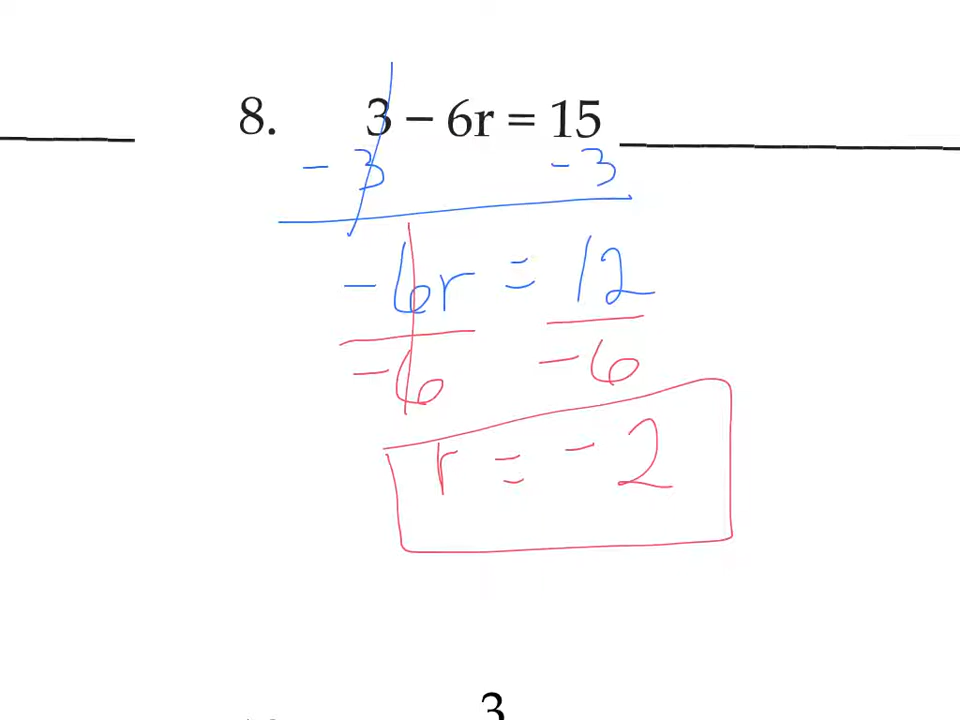 8. 3 – 6r = 15
- 3 - 3
-6r = 12
-6 -6
r = -2
3